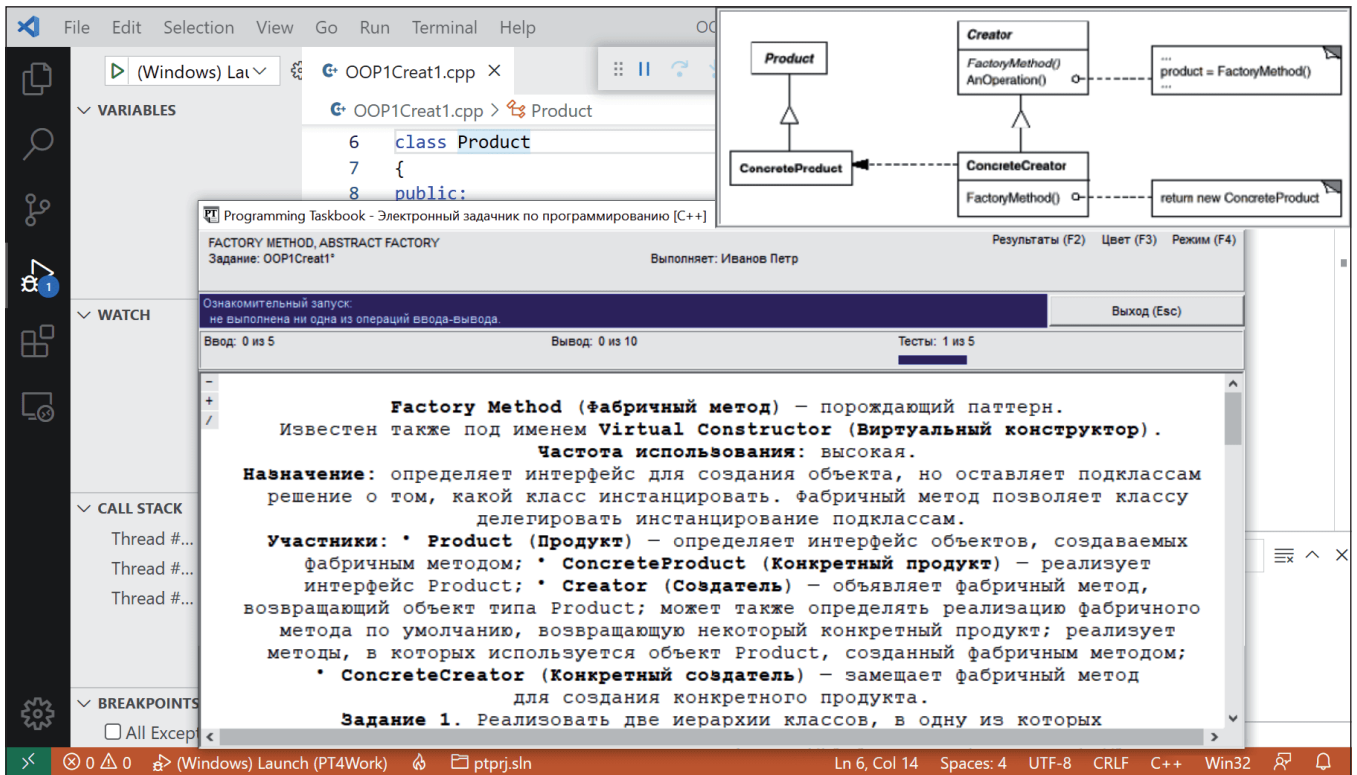 File Edit Selection View Go Run Terminal Help
(Windows) Lau
OOP1Creat1.cpp
VARIABLES
OOP1Creat1.cpp > Product
6 class Product
7 {
8 public:
Product
ConcreteProduct
Creator
FactoryMethod()
AnOperation()
...
product = FactoryMethod()
...
ConcreteCreator
FactoryMethod()
return new ConcreteProduct
PT Programming Taskbook - Электронный задачник по программированию [C++]
FACTORY METHOD, ABSTRACT FACTORY
Результаты (F2) Цвет (F3) Режим (F4)
Задание: OOP1Creat1°
Выполняет: Иванов Петр
Ознакомительный запуск:
не выполнена ни одна из операций ввода-вывода.
Выход (Esc)
Ввод: 0 из 5
Вывод: 0 из 10
Тесты: 1 из 5
Factory Method (Фабричный метод) — порождающий паттерн.
Известен также под именем Virtual Constructor (Виртуальный конструктор).
Частота использования: высокая.
Назначение: определяет интерфейс для создания объекта, но оставляет подклассам
решение о том, какой класс инстанцировать. Фабричный метод позволяет классу
делегировать инстанцирование подклассам.
Участники: • Product (Продукт) — определяет интерфейс объектов, создаваемых
фабричным методом; • ConcreteProduct (Конкретный продукт) — реализует
интерфейс Product; • Creator (Создатель) — объявляет фабричный метод,
возвращающий объект типа Product; может также определять реализацию фабричного
метода по умолчанию, возвращающую некоторый конкретный продукт; реализует
методы, в которых используется объект Product, созданный фабричным методом;
• ConcreteCreator (Конкретный создатель) — замещает фабричный метод
для создания конкретного продукта.
Задание 1. Реализовать две иерархии классов, в одну из которых
WATCH
CALL STACK
Thread #...
Thread #...
Thread #...
BREAKPOINTS
All Excep
1
0 0 (Windows) Launch (PT4Work) ptprj.sln
Ln 6, Col 14 Spaces: 4 UTF-8 CRLF C++ Win32